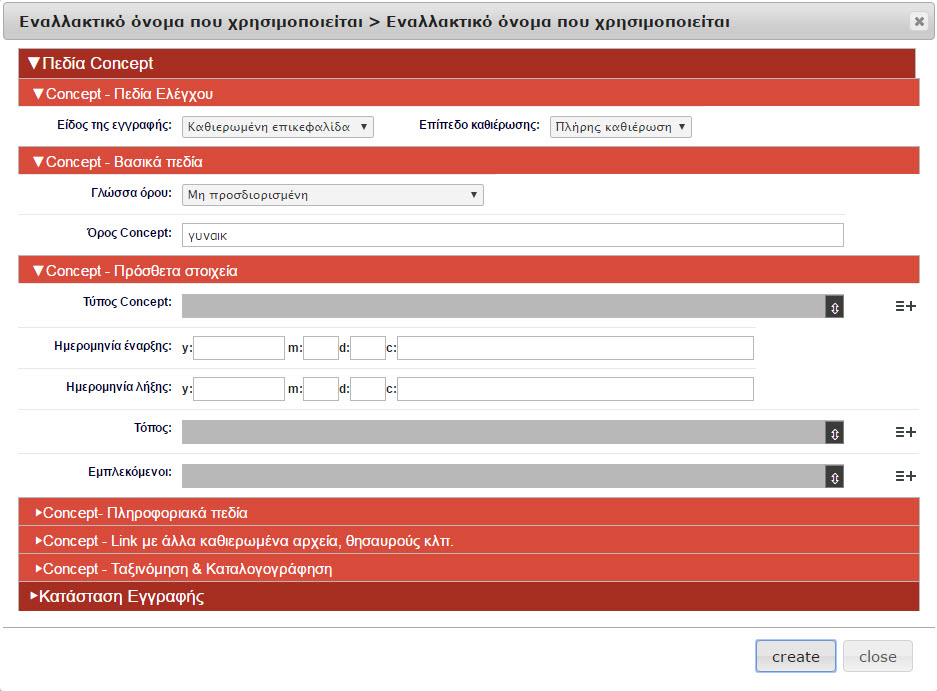 Εναλλακτικό όνομα που χρησιμοποιείται > Εναλλακτικό όνομα που χρησιμοποιείται
▼Πεδία Concept
▼Concept - Πεδία Ελέγχου
Είδος της εγγραφής: Καθιερωμένη επικεφαλίδα Επίπεδο καθιέρωσης: Πλήρης καθιέρωση
▼Concept - Βασικά πεδία
Γλώσσα όρου: Μη προσδιορισμένη
Όρος Concept: γυναικ
▼Concept - Πρόσθετα στοιχεία
Τύπος Concept:
Ημερομηνία έναρξης: y: m: d: c:
Ημερομηνία λήξης: y: m: d: c:
Τόπος:
Εμπλεκόμενοι:
▸Concept- Πληροφοριακά πεδία
▸Concept - Link με άλλα καθιερωμένα αρχεία, θησαυρούς κλπ.
▸Concept - Ταξινόμηση & Καταλογογράφηση
▸Κατάσταση Εγγραφής
create close